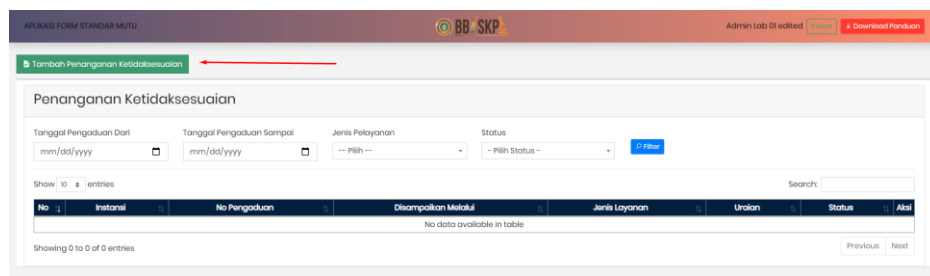 APLIKASI FORM STANDAR MUTU
BB SKP
Admin Lab 01 edited
Keluar
Download Panduan
Tambah Penanganan Ketidaksesuaian
Penanganan Ketidaksesuaian
Tanggal Pengaduan Dari Tanggal Pengaduan Sampai Jenis Pelayanan Status
mm/dd/yyyy mm/dd/yyyy -- Pilih -- - Pilih Status - Filter
Show 10 entries Search:
No Instansi No Pengaduan Disampaikan Melalui Jenis Layanan Uraian Status Aksi
No data available in table
Showing 0 to 0 of 0 entries Previous Next